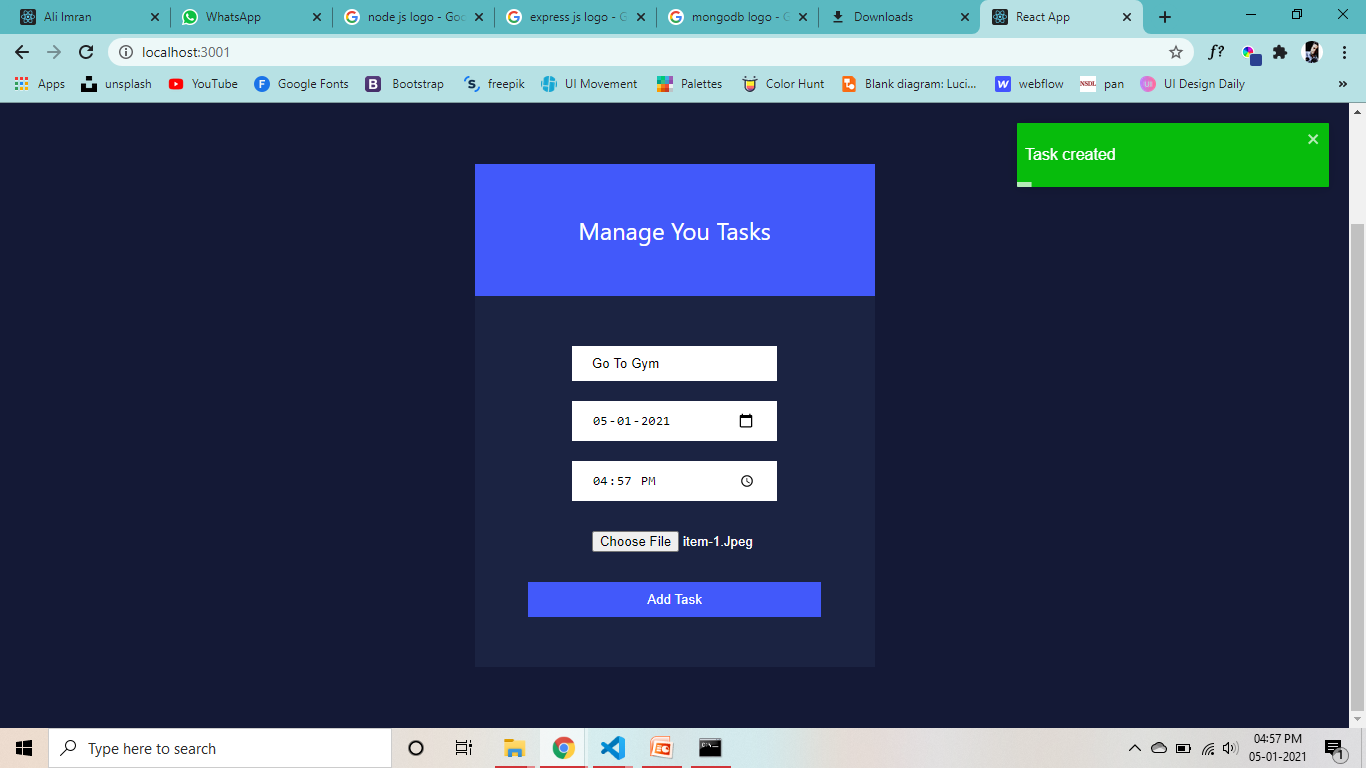 Ali Imran
WhatsApp
node js logo - Goo
express js logo - G
mongodb logo - G
Downloads
React App
localhost:3001
f?
Apps
unsplash
YouTube
Google Fonts
Bootstrap
freepik
UI Movement
Palettes
Color Hunt
Blank diagram: Luci...
webflow
pan
UI Design Daily
Task created
Manage You Tasks
Go To Gym
05-01-2021
04:57 PM
Choose File item-1.Jpeg
Add Task
Type here to search
04:57 PM
05-01-2021
1